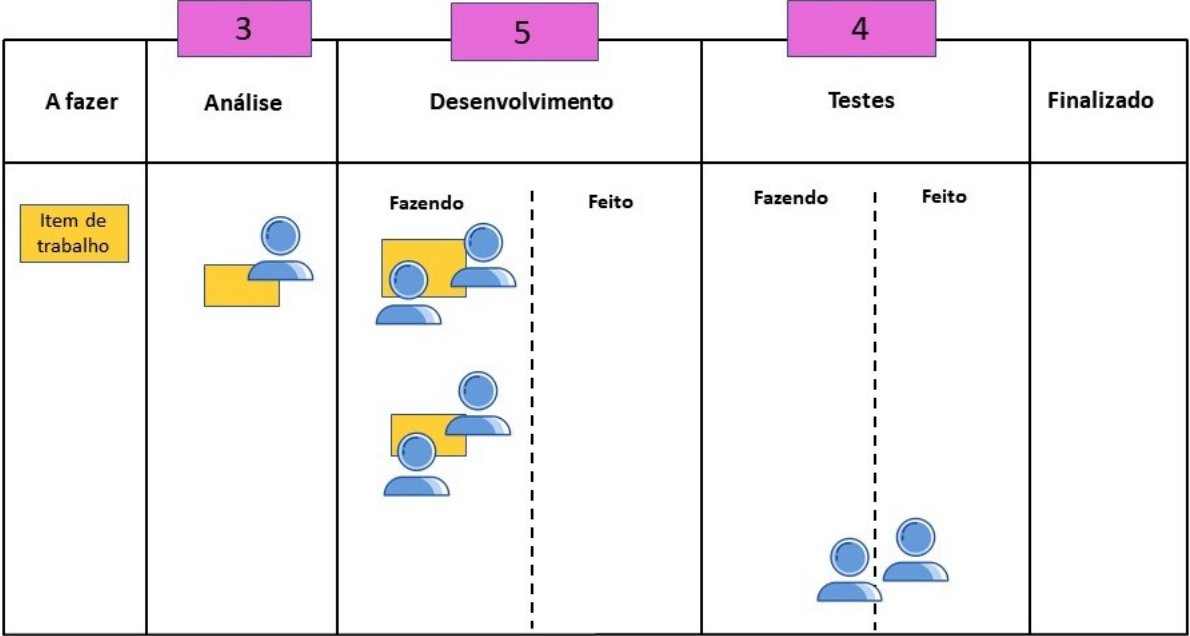 3
5
4
A fazer
Análise
Desenvolvimento
Testes
Finalizado
Item de
trabalho
Fazendo
Feito
Fazendo
Feito